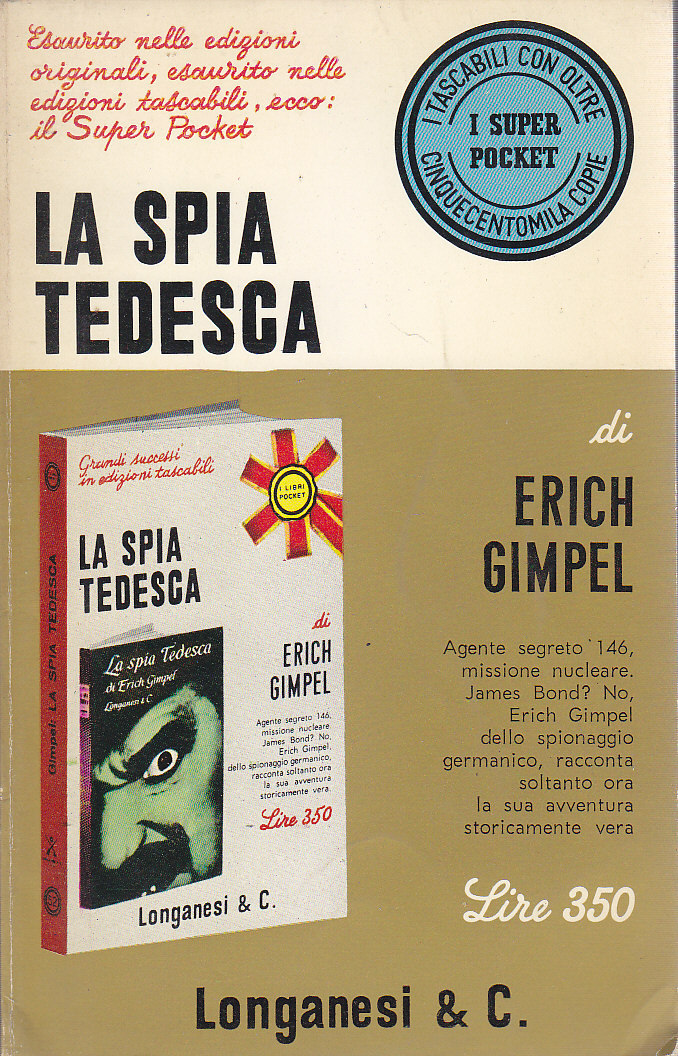 Esaurito nelle edizioni
originali, esaurito nelle
edizioni tascabili, ecco:
il Super Pocket
I TASCABILI CON OLTRE
I SUPER
POCKET
CINQUECENTOMILA COPIE
LA SPIA
TEDESCA
di
ERICH
GIMPEL
Agente segreto 146,
missione nucleare.
James Bond? No,
Erich Gimpel
dello spionaggio
germanico, racconta
soltanto ora
la sua avventura
storicamente vera
Lire 350
Grandi successi
in edizioni tascabili
I LIBRI
POCKET
LA SPIA
TEDESCA
di
ERICH
GIMPEL
Agente segreto 146,
missione nucleare.
James Bond? No,
Erich Gimpel,
dello spionaggio germanico,
racconta soltanto ora
la sua avventura
storicamente vera.
Lire 350
La spia Tedesca
di Erich Gimpel
Longanesi & C.
Longanesi & C.
Gimpel: LA SPIA TEDESCA
Longanesi & C.